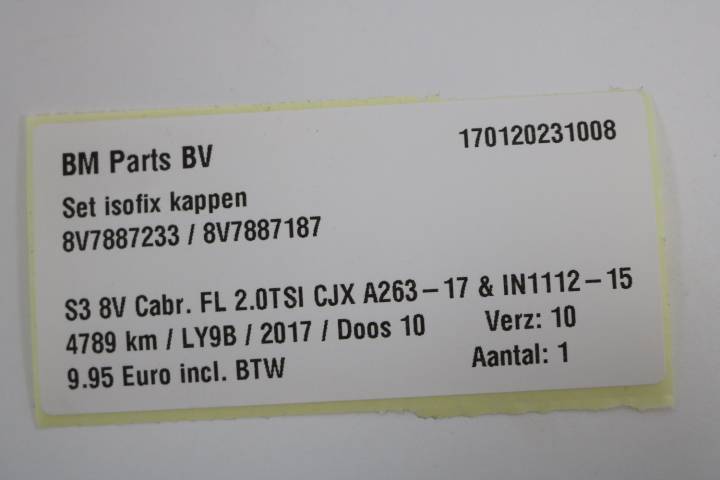 BM Parts BV 170120231008
Set isofix kappen
8V7887233 / 8V7887187
S3 8V Cabr. FL 2.0TSI CJX A263-17 & IN1112-15
4789 km / LY9B / 2017 / Doos 10 Verz: 10
9.95 Euro incl. BTW Aantal: 1